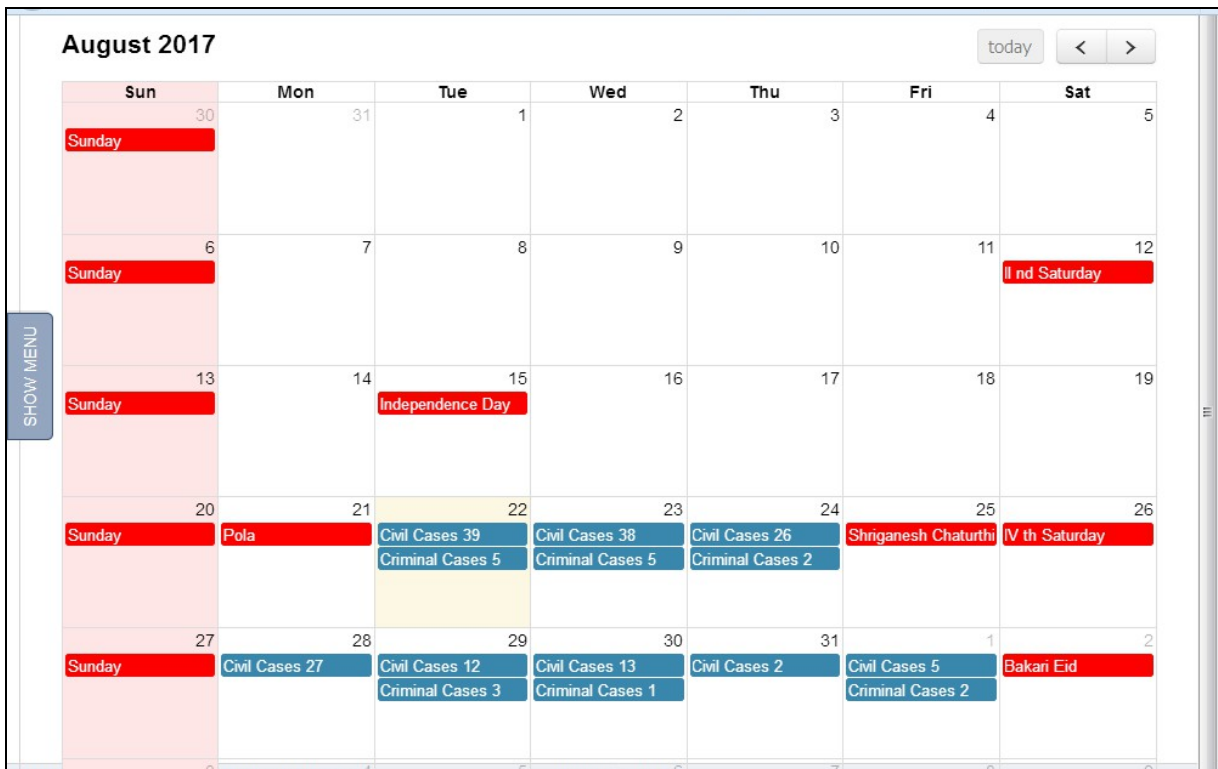 August 2017
today
Sun Mon Tue Wed Thu Fri Sat
30 31 1 2 3 4 5
Sunday
6 7 8 9 10 11 12
Sunday II nd Saturday
SHOW MENU
13 14 15 16 17 18 19
Sunday Independence Day
20 21 22 23 24 25 26
Sunday Pola Civil Cases 39 Civil Cases 38 Civil Cases 26 Shriganesh Chaturthi IV th Saturday
Criminal Cases 5 Criminal Cases 5 Criminal Cases 2
27 28 29 30 31 1 2
Sunday Civil Cases 27 Civil Cases 12 Civil Cases 13 Civil Cases 2 Civil Cases 5 Bakari Eid
Criminal Cases 3 Criminal Cases 1 Criminal Cases 2